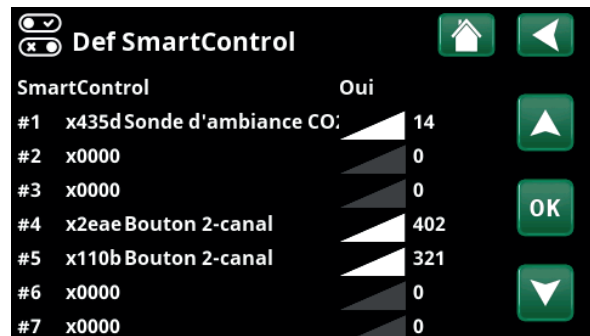 Def SmartControl
SmartControl Oui
#1 x435d Sonde d'ambiance CO2 14
#2 x0000 0
#3 x0000 0
#4 x2eae Bouton 2-canal 402
#5 x110b Bouton 2-canal 321
#6 x0000 0
#7 x0000 0
OK